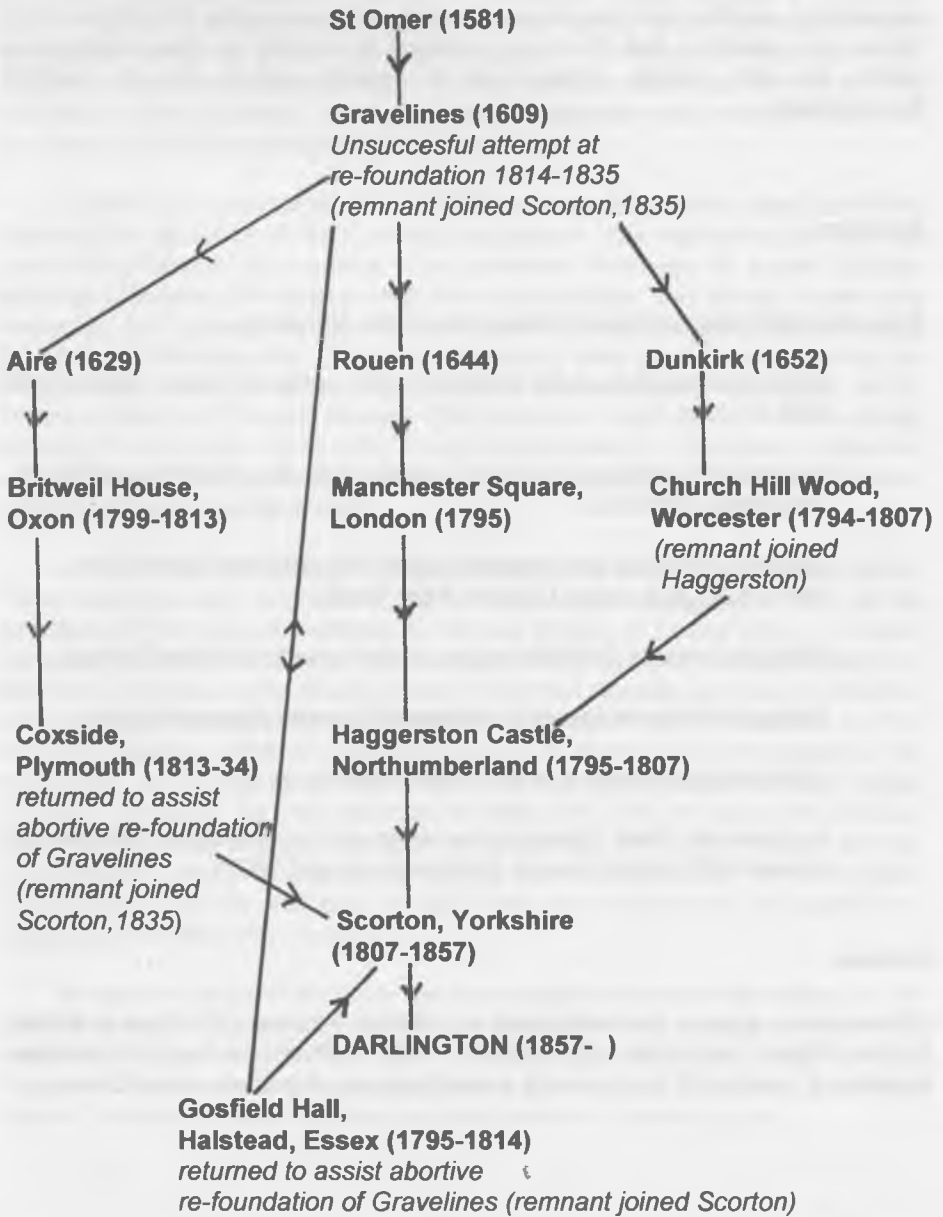 St Omer (1581)
Gravelines (1609)
Unsuccesful attempt at
re-foundation 1814-1835
(remnant joined Scorton,1835)
Aire (1629)
Rouen (1644)
Dunkirk (1652)
Britweil House,
Oxon (1799-1813)
Manchester Square,
London (1795)
Church Hill Wood,
Worcester (1794-1807)
(remnant joined
Haggerston)
Coxside,
Plymouth (1813-34)
returned to assist
abortive re-foundation
of Gravelines
(remnant joined
Scorton,1835)
Haggerston Castle,
Northumberland (1795-1807)
Scorton, Yorkshire
(1807-1857)
DARLINGTON (1857- )
Gosfield Hall,
Halstead, Essex (1795-1814)
returned to assist abortive
re-foundation of Gravelines (remnant joined Scorton)